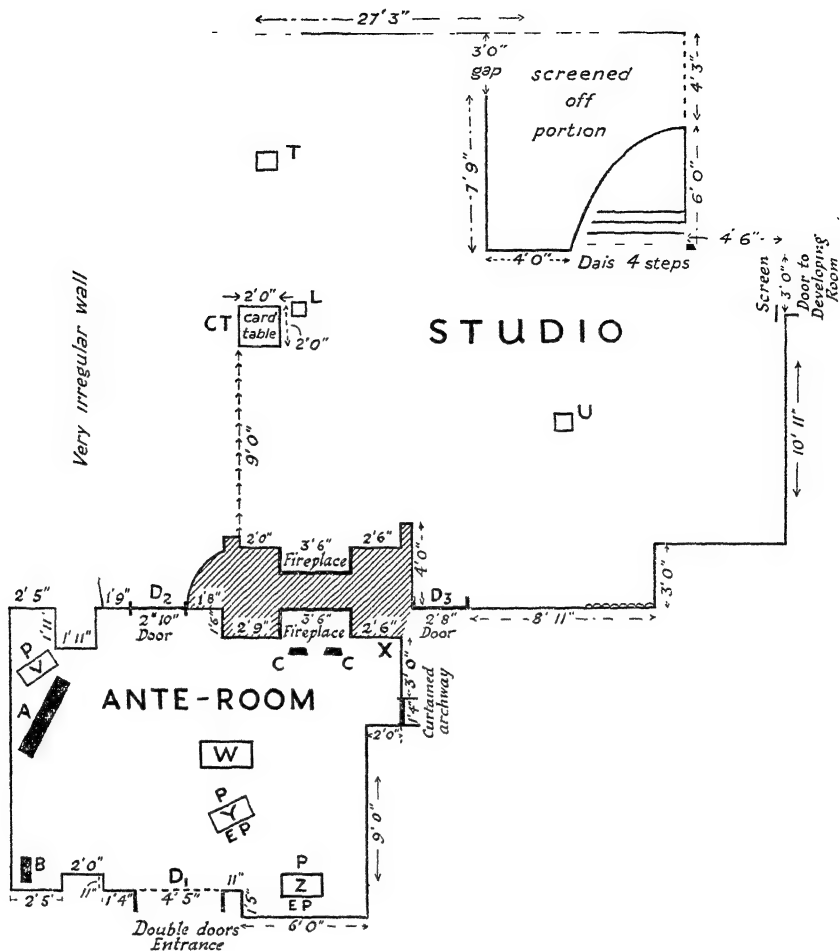 27' 3"
3' 0"
gap
screened
off
portion
4' 3"
T
7' 9"
6' 0"
4' 6"
4' 0"
Dais 4 steps
Screen
3' 0"
Door to
Developing
Room
Very irregular wall
2' 0"
L
CT
card
table
2' 0"
STUDIO
U
10' 11"
9' 0"
2' 0"
3' 6"
Fireplace
2' 6"
4' 0"
3' 0"
2' 5"
1' 9"
D2
1' 8"
D3
1' 11"
1' 11"
2' 10"
Door
2' 9"
3' 6"
Fireplace
2' 6"
2' 8"
Door
8' 11"
P
V
C
C
X
3' 0"
A
ANTE-ROOM
1' 4"
Curtained
archway
2' 0"
W
P
Y
EP
9' 0"
B
2' 0"
D1
11"
P
Z
EP
2' 5'
11"
1' 4"
4' 5"
1' 5"
6' 0"
Double doors
Entrance